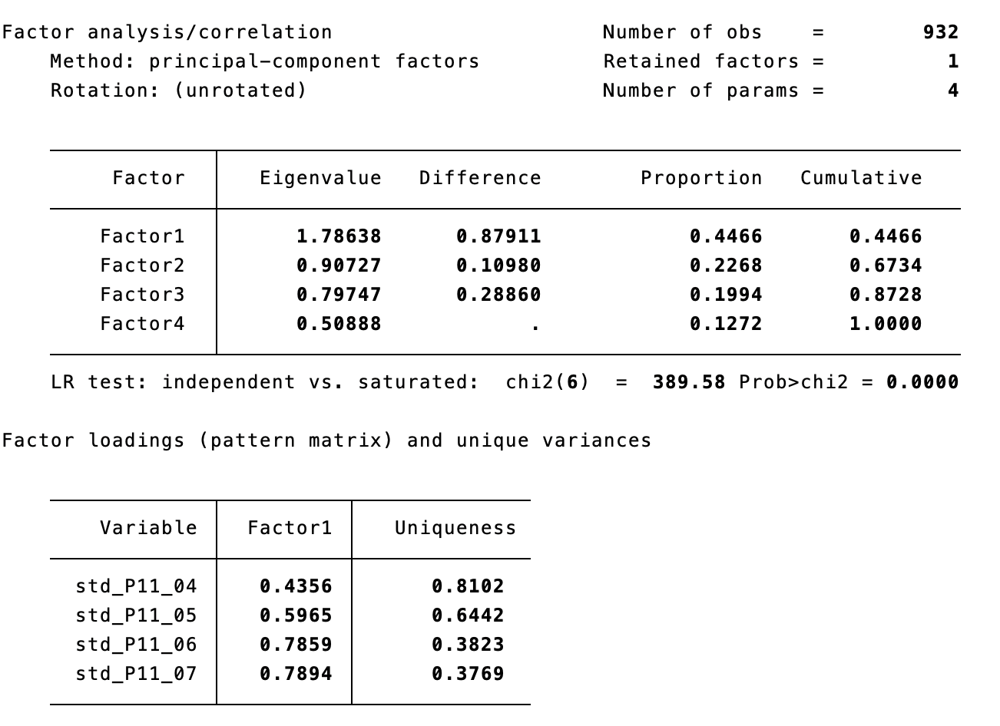 Factor analysis/correlation                      Number of obs    =        932
    Method: principal-component factors          Retained factors =          1
    Rotation: (unrotated)                        Number of params =          4
Factor Eigenvalue Difference Proportion Cumulative
Factor1 1.78638 0.87911 0.4466 0.4466
Factor2 0.90727 0.10980 0.2268 0.6734
Factor3 0.79747 0.28860 0.1994 0.8728
Factor4 0.50888 . 0.1272 1.0000
LR test: independent vs. saturated: chi2(6) = 389.58 Prob>chi2 = 0.0000
Factor loadings (pattern matrix) and unique variances
Variable Factor1 Uniqueness
std_P11_04 0.4356 0.8102
std_P11_05 0.5965 0.6442
std_P11_06 0.7859 0.3823
std_P11_07 0.7894 0.3769